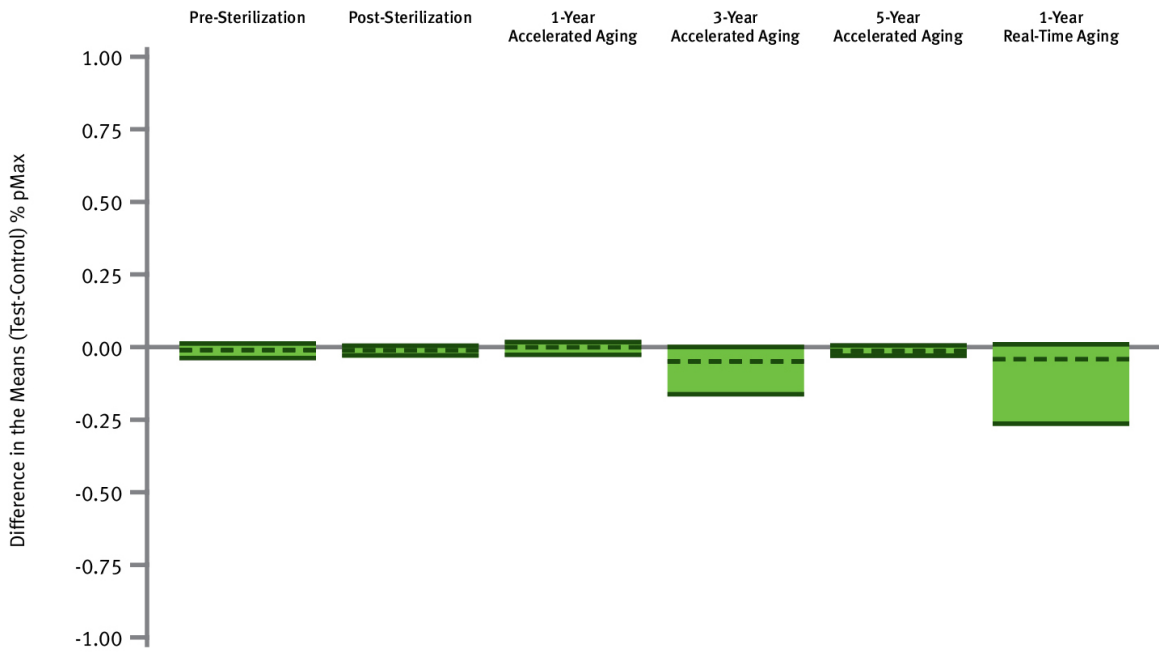 Pre-Sterilization
Post-Sterilization
1-Year
Accelerated Aging
3-Year
Accelerated Aging
5-Year
Accelerated Aging
1-Year
Real-Time Aging
Difference in the Means (Test-Control) % pMax
1.00
0.75
0.50
0.25
0.00
-0.25
-0.50
-0.75
-1.00